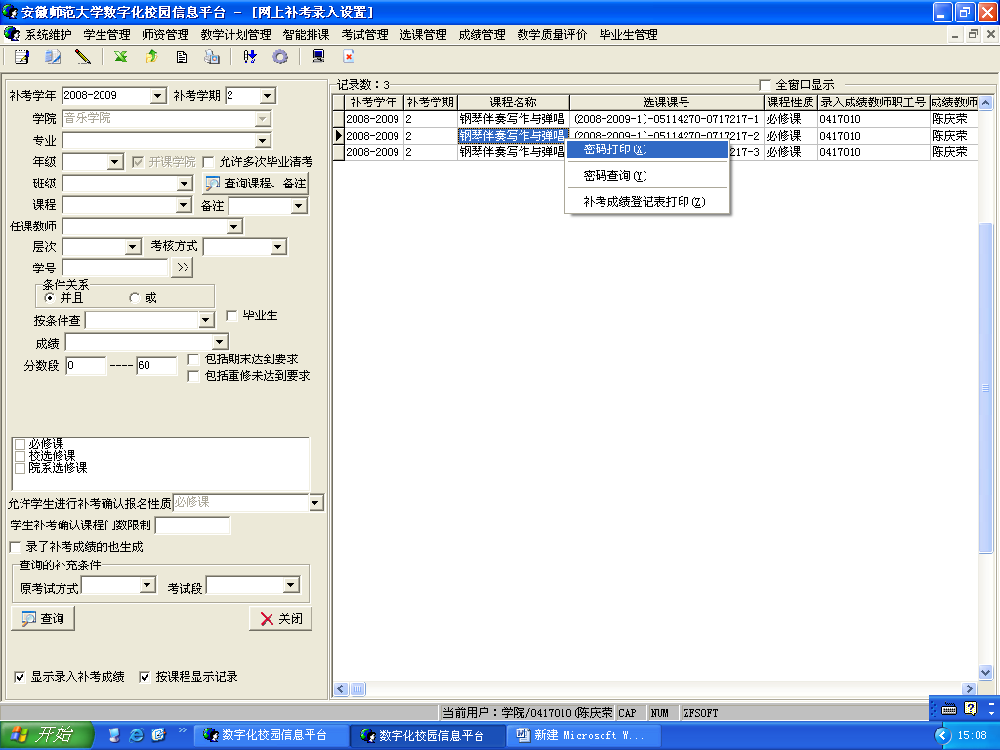 安徽师范大学数字化校园信息平台 - [网上补考录入设置]
系统维护 学生管理 师资管理 教学计划管理 智能排课 考试管理 选课管理 成绩管理 教学质量评价 毕业生管理
补考学年 2008-2009 补考学期 2
学院 音乐学院
专业
年级 开课学院 允许多次毕业清考
班级 查询课程、备注
课程 备注
任课教师
层次 考核方式
学号 >>
条件关系
并且 或
按条件查 毕业生
成绩
分数段 0 ---- 60 包括期末达到要求
包括重修未达到要求
必修课
校选修课
院系选修课
允许学生进行补考确认报名性质 必修课
学生补考确认课程门数限制
录了补考成绩的也生成
查询的补充条件
原考试方式 考试段
查询 关闭
显示录入补考成绩 按课程显示记录
记录数：3 全窗口显示
补考学年 补考学期 课程名称 选课课号 课程性质 录入成绩教师职工号 成绩教师
2008-2009 2 钢琴伴奏写作与弹唱 (2008-2009-1)-05114270-0717217-1 必修课 0417010 陈庆荣
2008-2009 2 钢琴伴奏写作与弹唱 (2008-2009-1)-05114270-0717217-2 必修课 0417010 陈庆荣
2008-2009 2 钢琴伴奏写作与弹唱 217-3 必修课 0417010 陈庆荣
密码打印(X)
密码查询(Y)
补考成绩登记表打印(Z)
当前用户：学院/0417010(陈庆荣 CAP NUM ZFSOFT
开始 数字化校园信息平台 数字化校园信息平台 新建 Microsoft W... 15:08